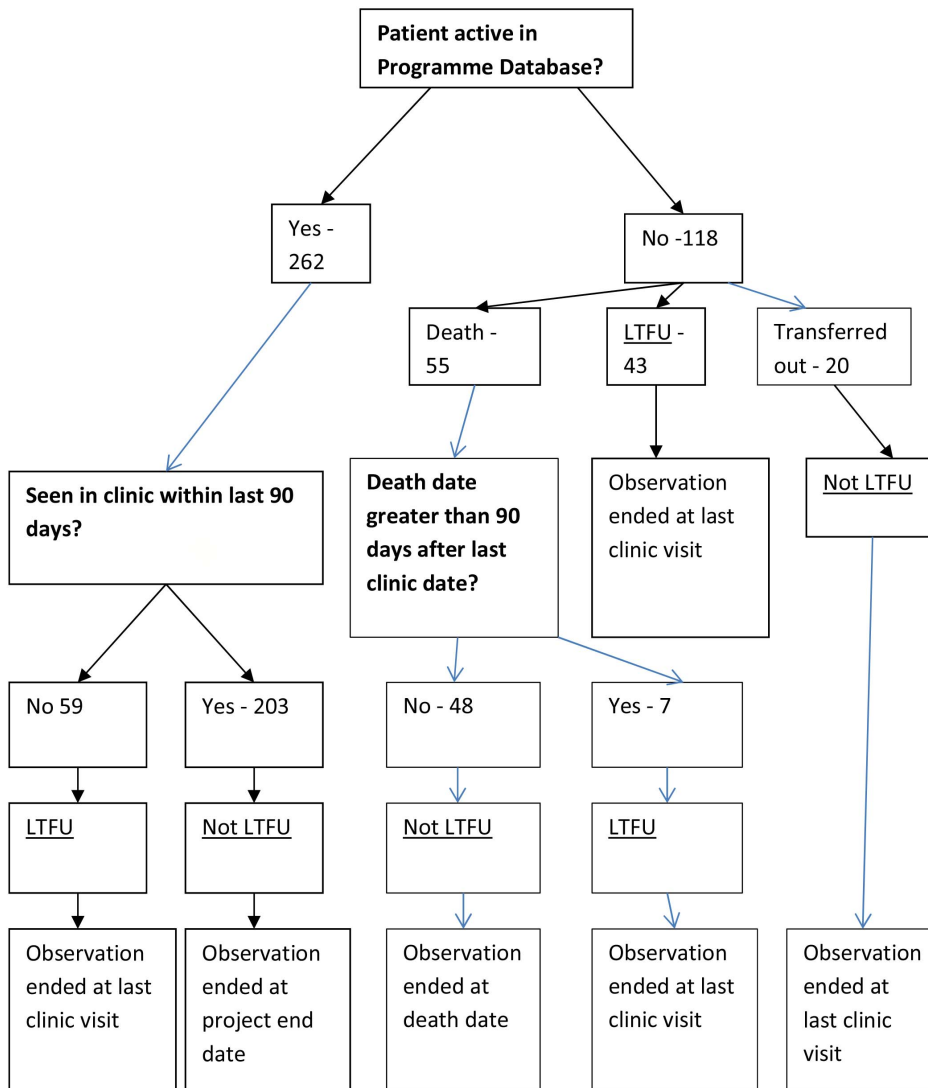 Patient active in
Programme Database?
Yes -
262
No -118
Death -
55
LTFU -
43
Transferred
out - 20
Seen in clinic within last 90
days?
Death date
greater than 90
days after last
clinic date?
Observation
ended at last
clinic visit
Not LTFU
No 59
Yes - 203
No - 48
Yes - 7
LTFU
Not LTFU
Not LTFU
LTFU
Observation
ended at last
clinic visit
Observation
ended at
project end
date
Observation
ended at
death date
Observation
ended at last
clinic visit
Observation
ended at
last clinic
visit